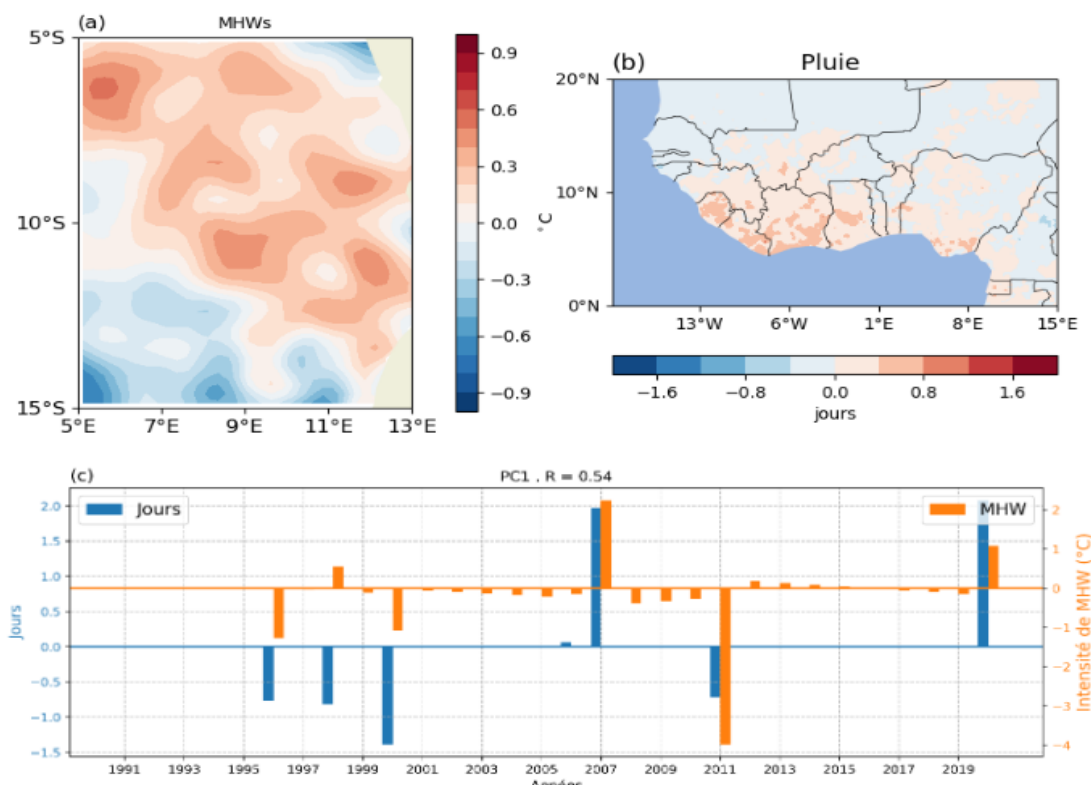 (a)
MHWs
5°S
10°S
15°S
5°E 7°E 9°E 11°E 13°E
0.9
0.6
0.3
0.0
−0.3
−0.6
−0.9
°C
(b)
Pluie
20°N
10°N
0°N
13°W 6°W 1°E 8°E 15°E
−1.6 −0.8 0.0 0.8 1.6
jours
(c)
PC1 , R = 0.54
Jours
MHW
2.0
1.5
1.0
0.5
0.0
−0.5
−1.0
−1.5
Jours
2
1
0
−1
−2
−3
−4
Intensité de MHW (°C)
1991 1993 1995 1997 1999 2001 2003 2005 2007 2009 2011 2013 2015 2017 2019
Années